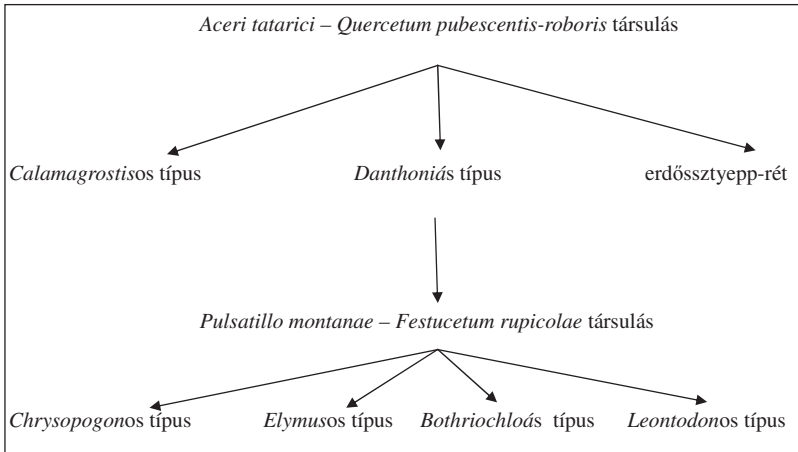 Aceri tatarici – Quercetum pubescentis-roboris társulás
Calamagrostisos típus Danthoniás típus erdőssztyepp-rét
Pulsatillo montanae – Festucetum rupicolae társulás
Chrysopogonos típus Elymusos típus Bothriochloás típus Leontodonos típus